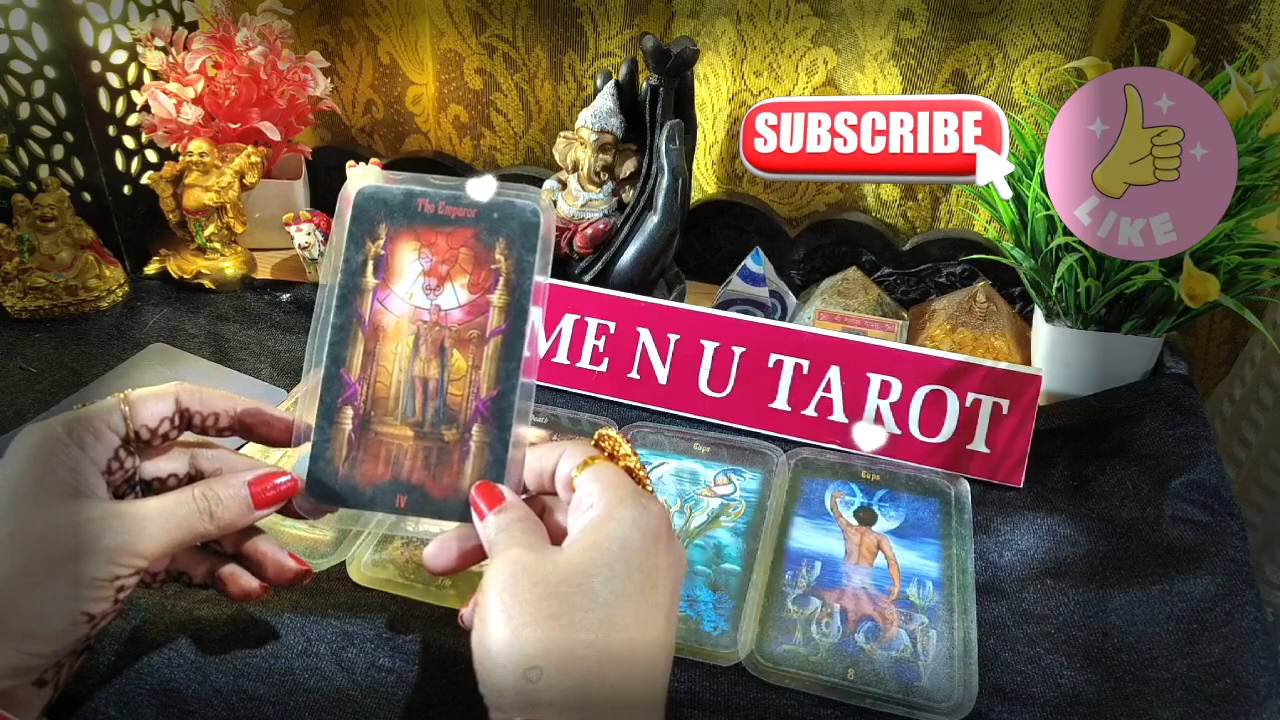 SUBSCRIBE
LIKE
The Emperor
IV
ME N U TAROT
Cups
Cups
8